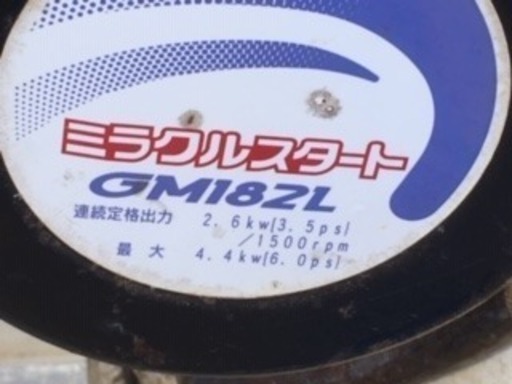 ミラクルスタート
GM182L
連続定格出力 2.6kw[3.5ps]
/1500rpm
最大 4.4kw[6.0ps]